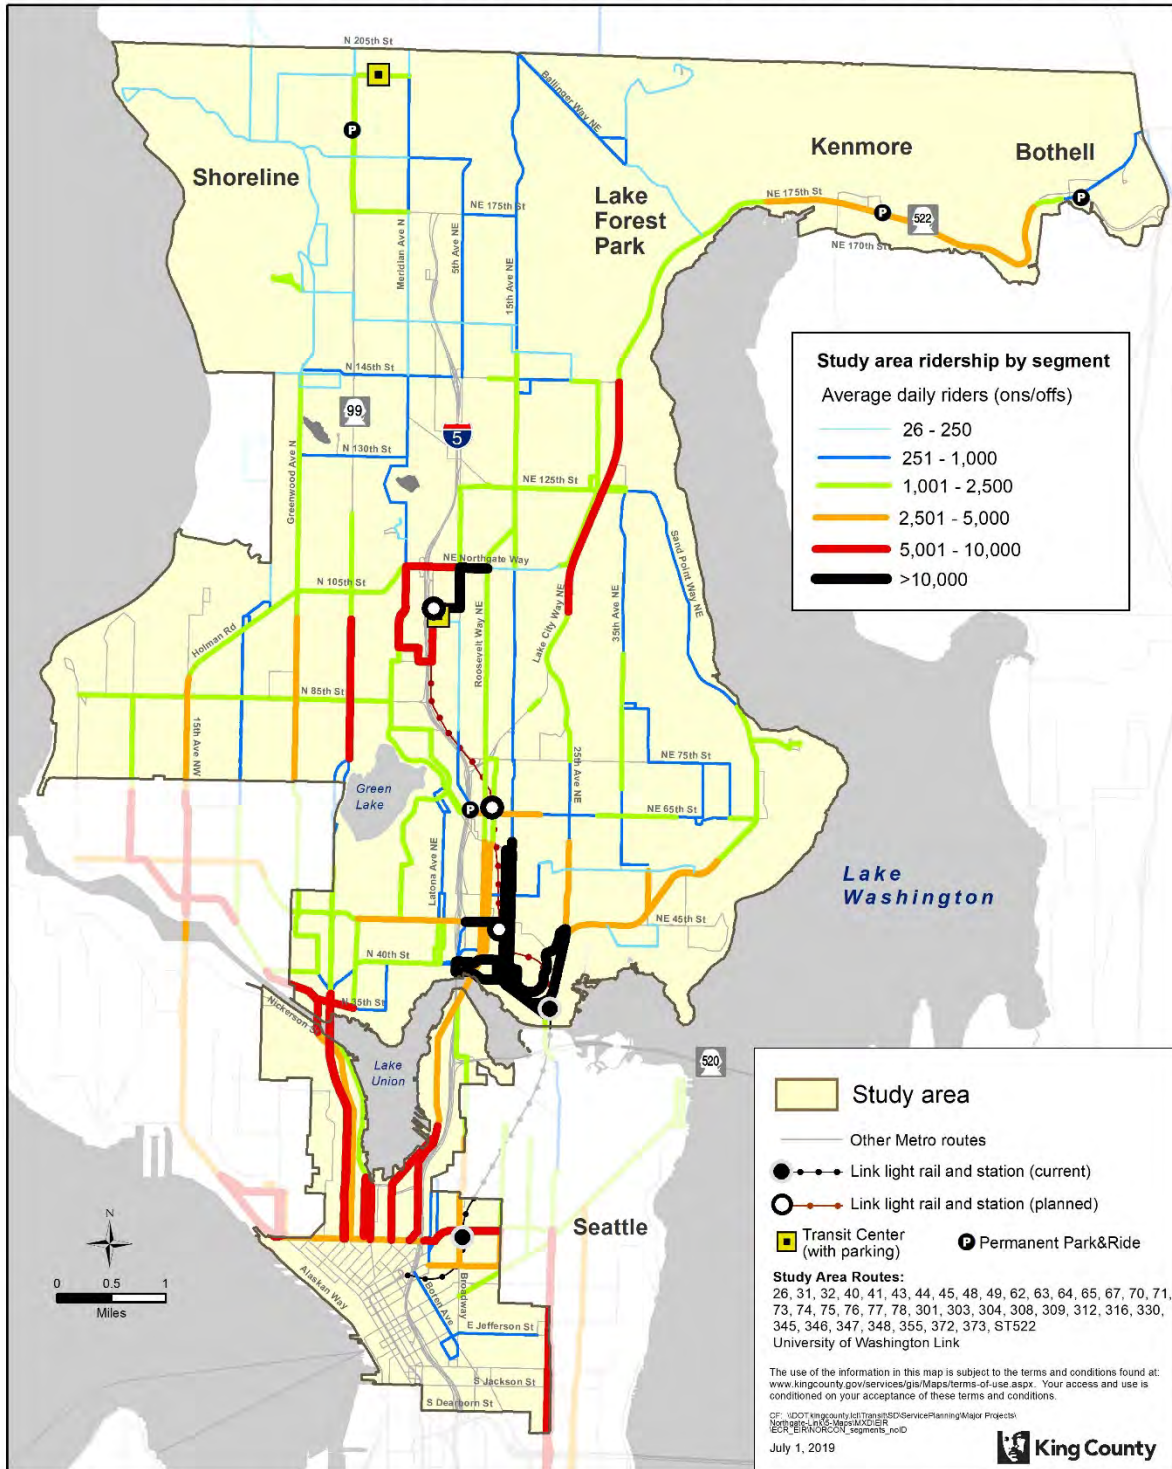 N 205th St
Ballinger Way NE
Shoreline
Kenmore
Bothell
Lake
Forest
Park
NE 175th St
NE 175th St
522
NE 170th St
Meridian Ave N
5th Ave NE
15th Ave NE
N 145th St
99
5
N 130th St
Greenwood Ave N
NE 125th St
Sand Point Way NE
NE Northgate Way
N 105th St
Holman Rd
Roosevelt Way NE
Lake City Way NE
35th Ave NE
N 85th St
15th Ave NW
25th Ave NE
NE 75th St
Green
Lake
P
NE 65th St
Latona Ave NE
Lake
Washington
NE 45th St
N 40th St
N 35th St
Nickerson S
Lake
Union
520
Seattle
Alaskan Way
Boren Ave
Broadway
E Jefferson St
S Jackson St
S Dearborn St
N
0 0.5 1
Miles
Study area ridership by segment
Average daily riders (ons/offs)
26 - 250
251 - 1,000
1,001 - 2,500
2,501 - 5,000
5,001 - 10,000
>10,000
Study area
Other Metro routes
Link light rail and station (current)
Link light rail and station (planned)
Transit Center
(with parking)
P Permanent Park&Ride
Study Area Routes:
26, 31, 32, 40, 41, 43, 44, 45, 48, 49, 62, 63, 64, 65, 67, 70, 71,
73, 74, 75, 76, 77, 78, 301, 303, 304, 308, 309, 312, 316, 330,
345, 346, 347, 348, 355, 372, 373, ST522
University of Washington Link
The use of the information in this map is subject to the terms and conditions found at:
www.kingcounty.gov/services/gis/Maps/terms-of-use.aspx. Your access and use is
conditioned on your acceptance of these terms and conditions.
July 1, 2019
King County